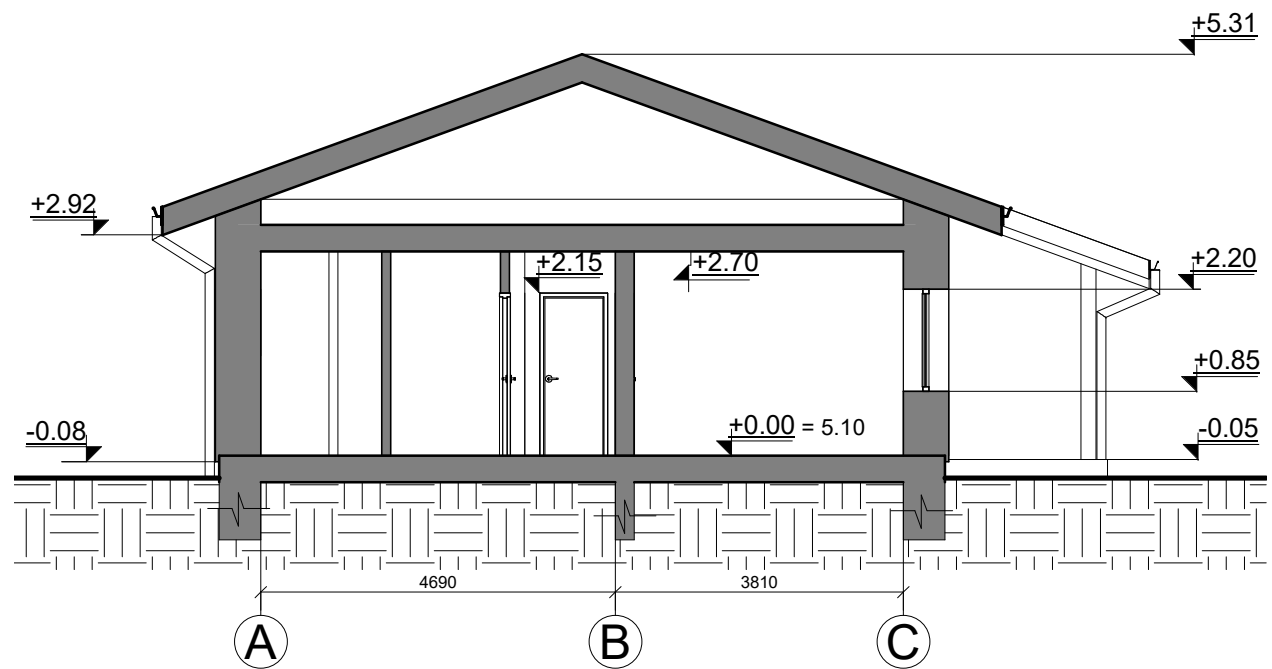 +5.31
+2.92
+2.15
+2.70
+2.20
+0.85
-0.08
+0.00 = 5.10
-0.05
4690
3810
A
B
C